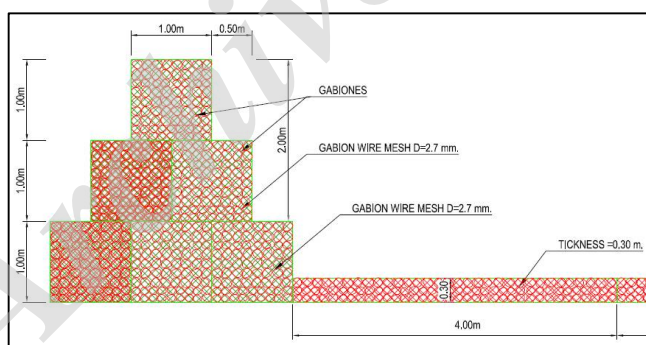 1.00m
0.50m
1.00m
GABIONES
2.00m
1.00m
GABION WIRE MESH D=2.7 mm.
GABION WIRE MESH D=2.7 mm.
1.00m
TICKNESS =0,30 m.
0.30
4.00m